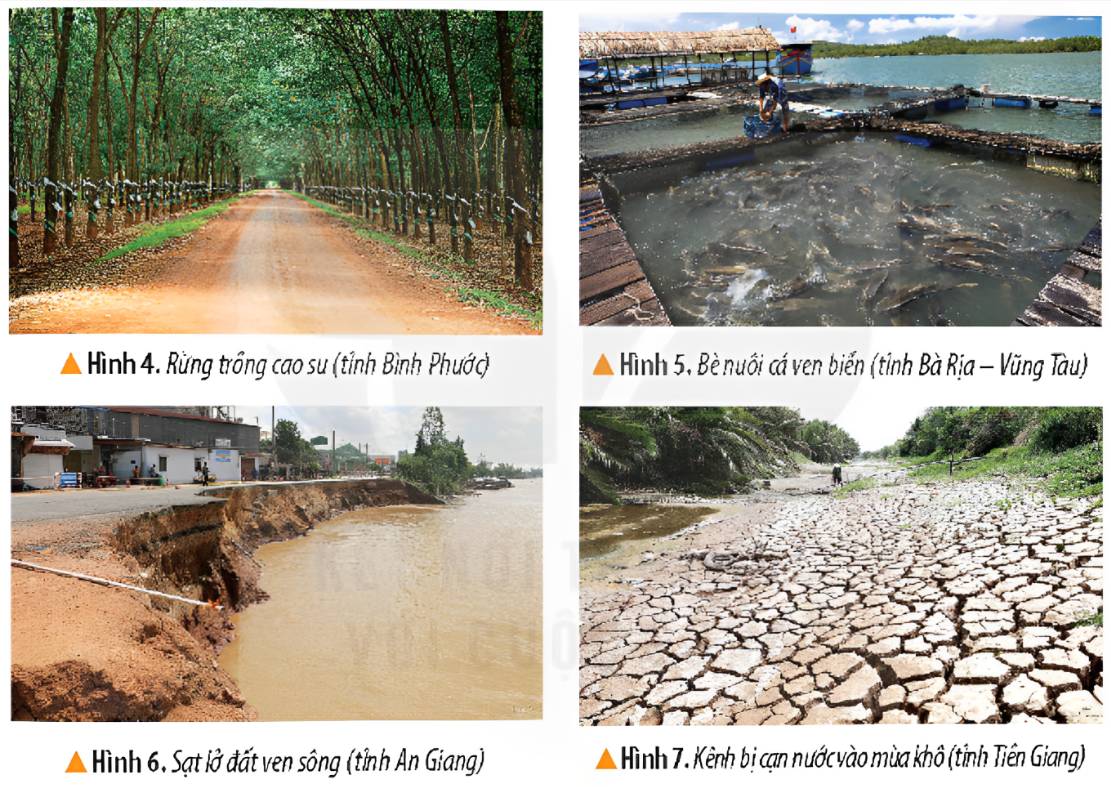 ▲ Hình 4. Rừng trồng cao su (tỉnh Bình Phước)
▲ Hình 5. Bè nuôi cá ven biển (tỉnh Bà Rịa – Vũng Tàu)
▲ Hình 6. Sạt lở đất ven sông (tỉnh An Giang)
▲ Hình 7. Kênh bị cạn nước vào mùa khô (tỉnh Tiền Giang)